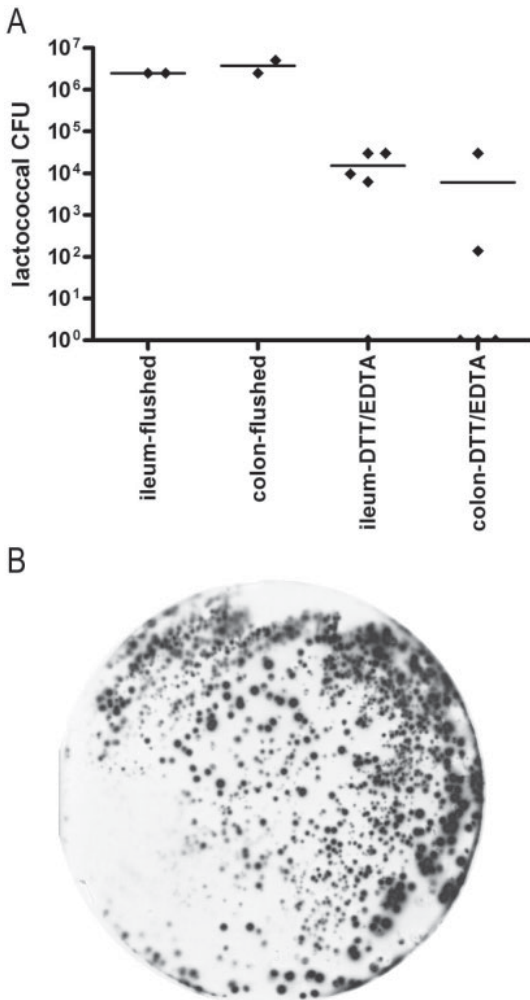 A
lactococcal CFU
10⁷
10⁶
10⁵
10⁴
10³
10²
10¹
10⁰
ileum-flushed
colon-flushed
ileum-DTT/EDTA
colon-DTT/EDTA
B